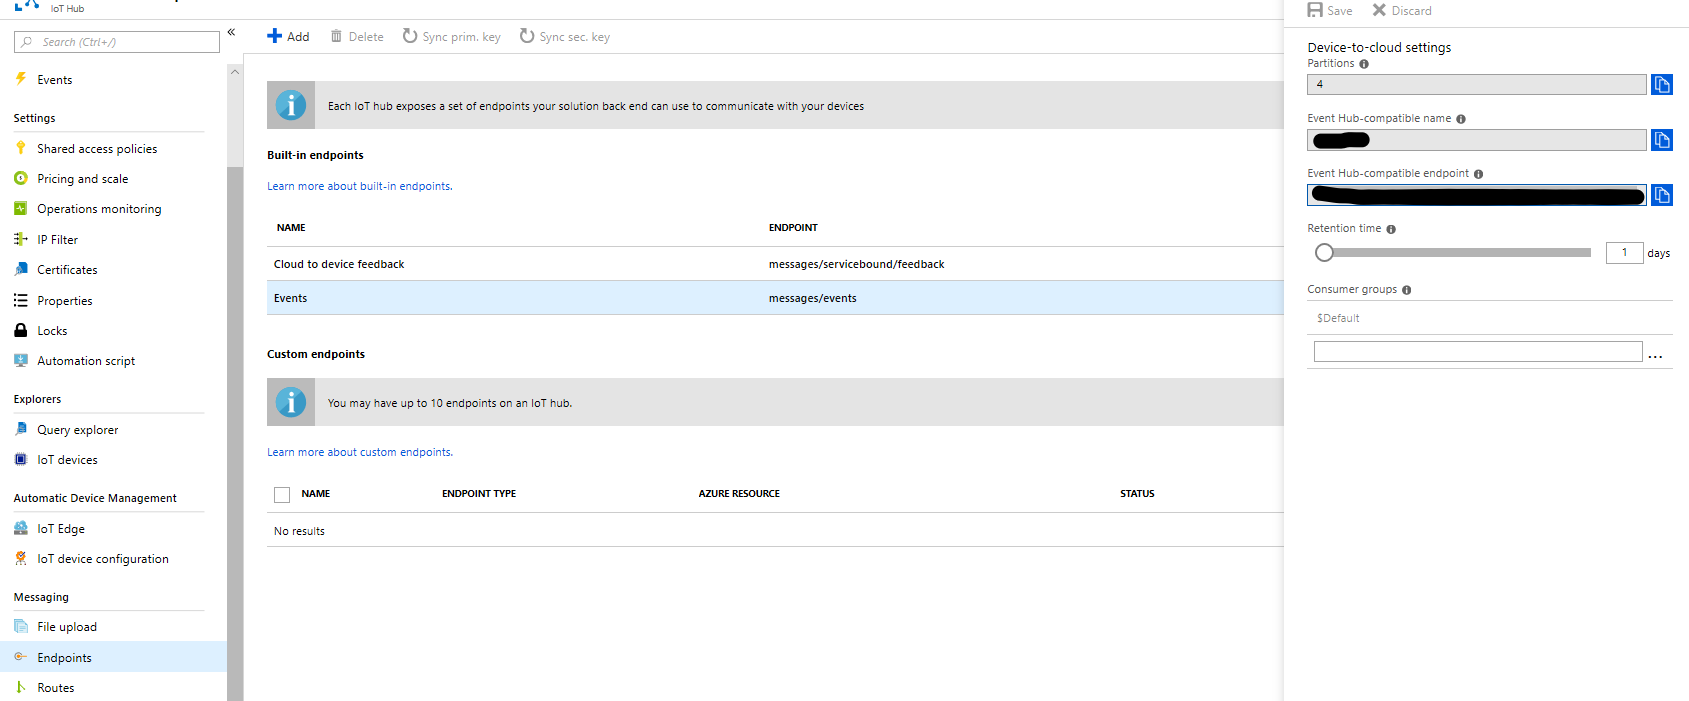 IoT Hub
Search (Ctrl+/)
«
Events
Settings
Shared access policies
Pricing and scale
Operations monitoring
IP Filter
Certificates
Properties
Locks
Automation script
Explorers
Query explorer
IoT devices
Automatic Device Management
IoT Edge
IoT device configuration
Messaging
File upload
Endpoints
Routes
Add Delete Sync prim. key Sync sec. key
Each IoT hub exposes a set of endpoints your solution back end can use to communicate with your devices
Built-in endpoints
Learn more about built-in endpoints.
NAME ENDPOINT
Cloud to device feedback messages/servicebound/feedback
Events messages/events
Custom endpoints
You may have up to 10 endpoints on an IoT hub.
Learn more about custom endpoints.
NAME ENDPOINT TYPE AZURE RESOURCE STATUS
No results
Save Discard
Device-to-cloud settings
Partitions
4
Event Hub-compatible name
Event Hub-compatible endpoint
Retention time
1 days
Consumer groups
$Default
...